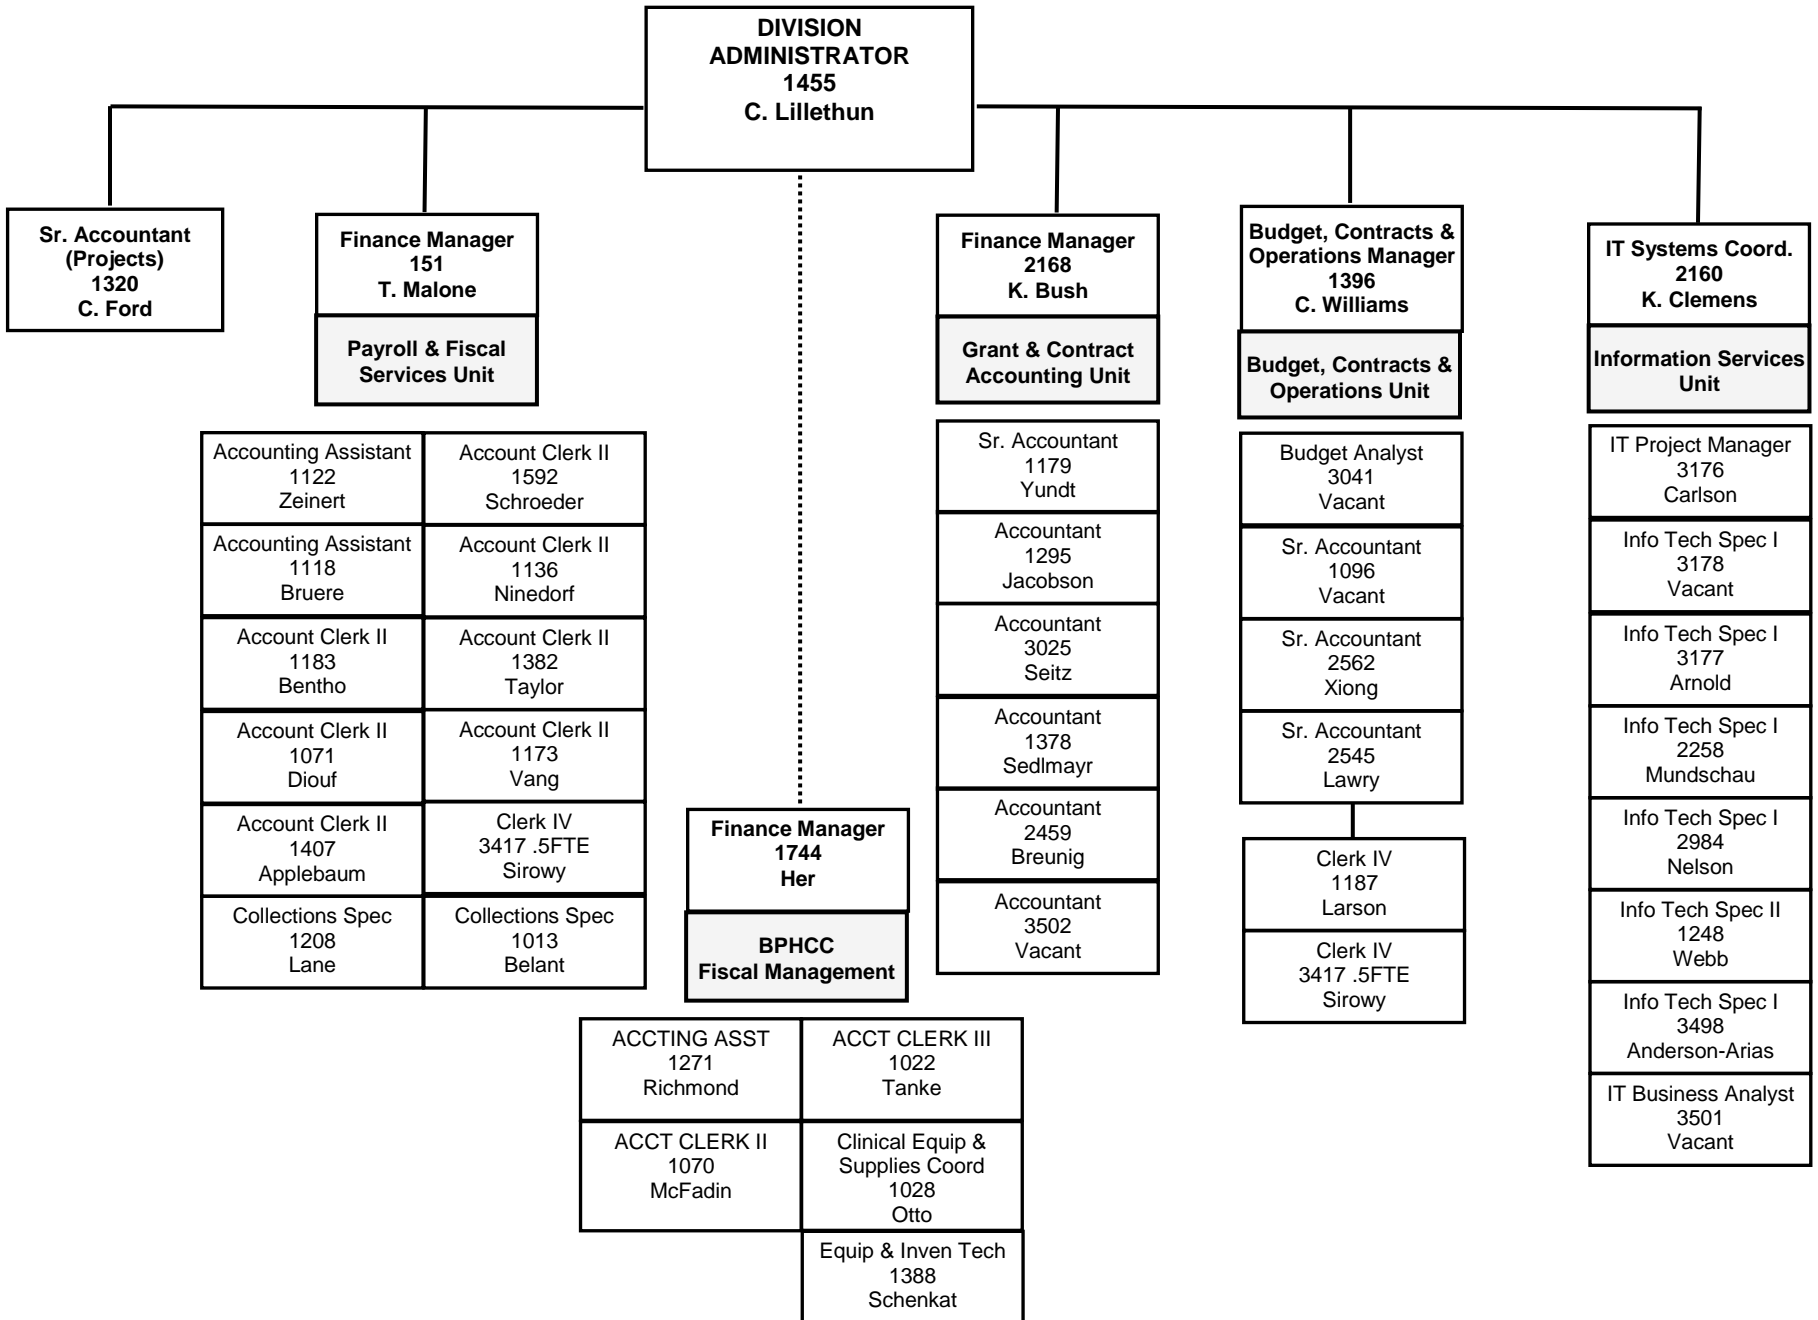 DIVISION
ADMINISTRATOR
1455
C. Lillethun
Sr. Accountant
(Projects)
1320
C. Ford
Finance Manager
151
T. Malone
Payroll & Fiscal
Services Unit
Accounting Assistant
1122
Zeinert
Account Clerk II
1592
Schroeder
Accounting Assistant
1118
Bruere
Account Clerk II
1136
Ninedorf
Account Clerk II
1183
Bentho
Account Clerk II
1382
Taylor
Account Clerk II
1071
Diouf
Account Clerk II
1173
Vang
Account Clerk II
1407
Applebaum
Clerk IV
3417 .5FTE
Sirowy
Collections Spec
1208
Lane
Collections Spec
1013
Belant
Finance Manager
1744
Her
BPHCC
Fiscal Management
ACCTING ASST
1271
Richmond
ACCT CLERK III
1022
Tanke
ACCT CLERK II
1070
McFadin
Clinical Equip &
Supplies Coord
1028
Otto
Equip & Inven Tech
1388
Schenkat
Finance Manager
2168
K. Bush
Grant & Contract
Accounting Unit
Sr. Accountant
1179
Yundt
Accountant
1295
Jacobson
Accountant
3025
Seitz
Accountant
1378
Sedlmayr
Accountant
2459
Breunig
Accountant
3502
Vacant
Budget, Contracts &
Operations Manager
1396
C. Williams
Budget, Contracts &
Operations Unit
Budget Analyst
3041
Vacant
Sr. Accountant
1096
Vacant
Sr. Accountant
2562
Xiong
Sr. Accountant
2545
Lawry
Clerk IV
1187
Larson
Clerk IV
3417 .5FTE
Sirowy
IT Systems Coord.
2160
K. Clemens
Information Services
Unit
IT Project Manager
3176
Carlson
Info Tech Spec I
3178
Vacant
Info Tech Spec I
3177
Arnold
Info Tech Spec I
2258
Mundschau
Info Tech Spec I
2984
Nelson
Info Tech Spec II
1248
Webb
Info Tech Spec I
3498
Anderson-Arias
IT Business Analyst
3501
Vacant